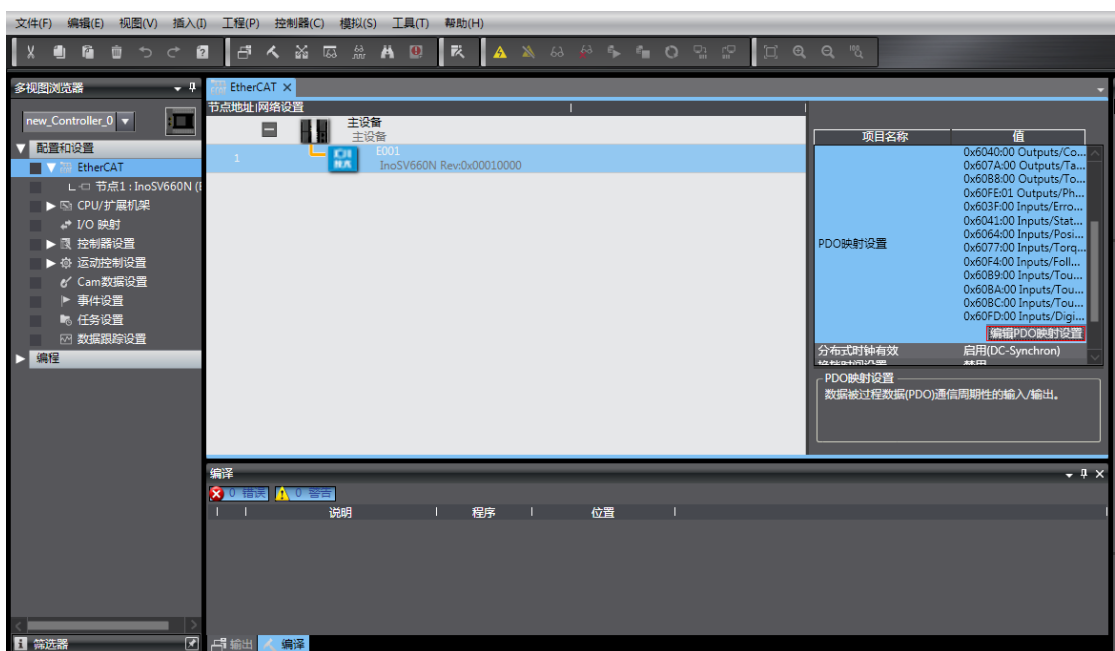 文件(F) 编辑(E) 视图(V) 插入(I) 工程(P) 控制器(C) 模拟(S) 工具(T) 帮助(H)
多视图浏览器
new_Controller_0
配置和设置
EtherCAT
节点1 : InoSV660N (I
CPU/扩展机架
I/O 映射
控制器设置
运动控制设置
Cam数据设置
事件设置
任务设置
数据跟踪设置
编程
筛选器
EtherCAT
节点地址 网络设置
主设备
主设备
1 E001
InoSV660N Rev:0x00010000
项目名称 值
PDO映射设置
0x6040:00 Outputs/Co...
0x607A:00 Outputs/Ta...
0x60B8:00 Outputs/To...
0x60FE:01 Outputs/Ph...
0x603F:00 Inputs/Erro...
0x6041:00 Inputs/Stat...
0x6064:00 Inputs/Posi...
0x6077:00 Inputs/Torq...
0x60F4:00 Inputs/Foll...
0x60B9:00 Inputs/Tou...
0x60BA:00 Inputs/Tou...
0x60BC:00 Inputs/Tou...
0x60FD:00 Inputs/Digi...
编辑PDO映射设置
分布式时钟有效 启用(DC-Synchron)
PDO映射设置
数据被过程数据(PDO)通信周期性的输入/输出。
编译
0 错误 0 警告
说明 程序 位置
输出 编译